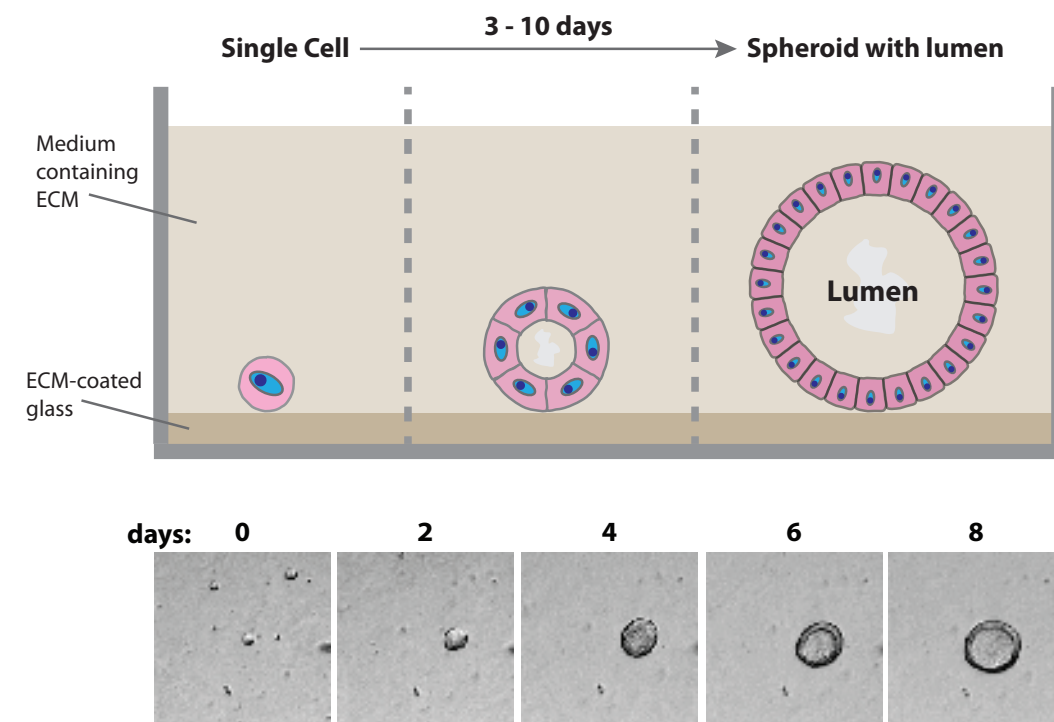 3 - 10 days
Single Cell
Spheroid with lumen
Medium
containing
ECM
Lumen
ECM-coated
glass
days: 0 2 4 6 8